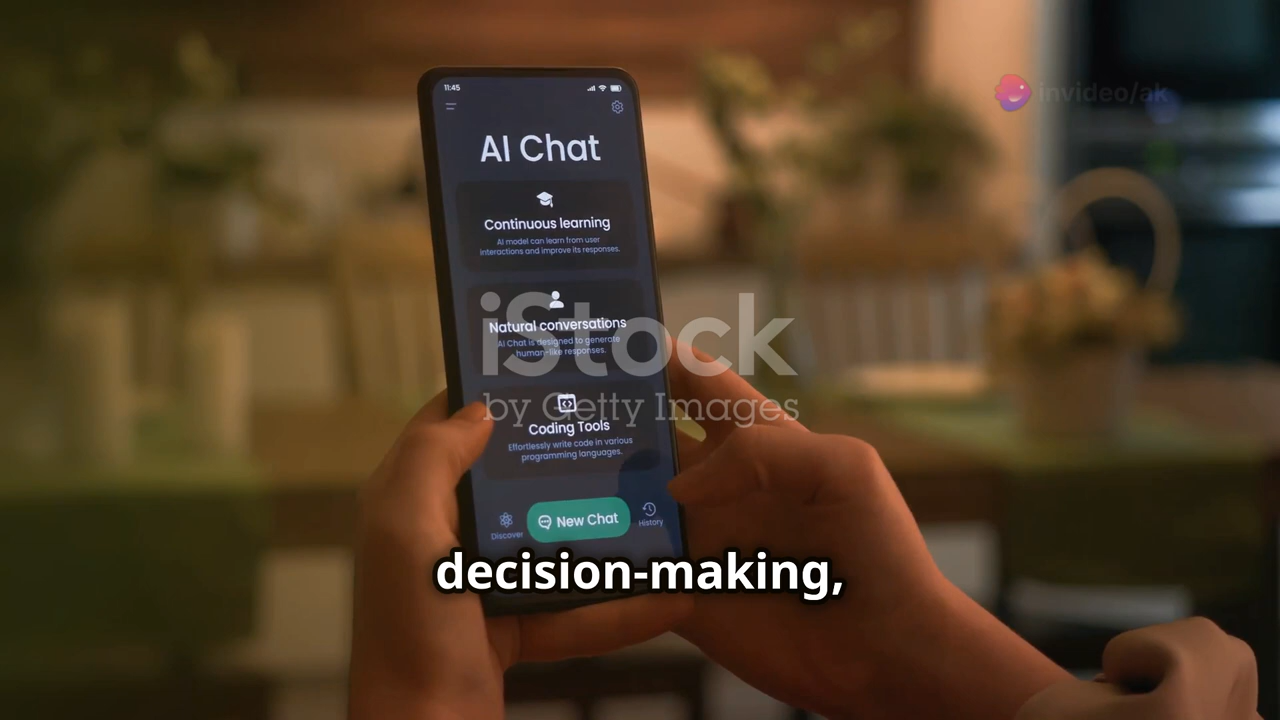 11:45
invideo/ak
AI Chat
Continuous learning
AI model can learn from user
interactions and improve its responses.
Natural conversations
AI Chat is designed to generate
human-like responses.
iStock
by Getty Images
Coding Tools
Effortlessly write code in various
programming languages.
New Chat
Discover
History
decision-making,